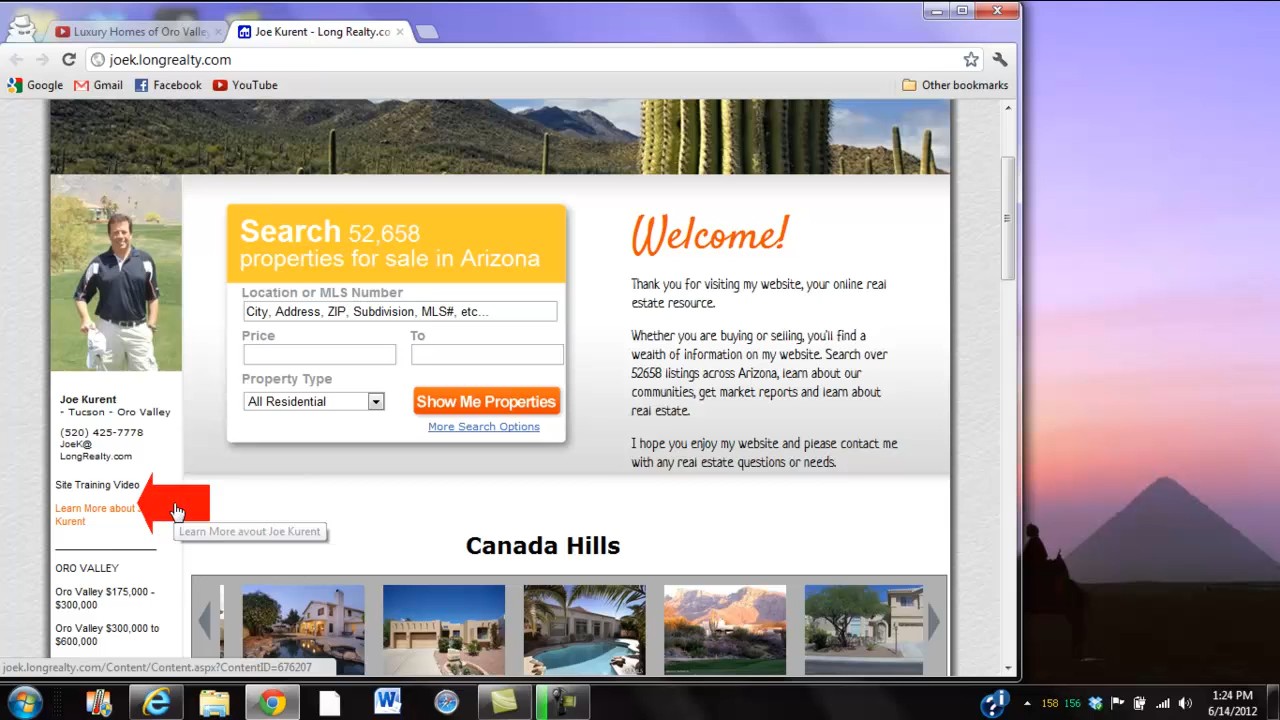 Luxury Homes of Oro Valley
Joe Kurent - Long Realty.co
joek.longrealty.com
Google
Gmail
Facebook
YouTube
Other bookmarks
Search 52,658
properties for sale in Arizona
Location or MLS Number
City, Address, ZIP, Subdivision, MLS#, etc...
Price
To
Property Type
All Residential
Show Me Properties
More Search Options
Welcome!
Thank you for visiting my website, your online real
estate resource.
Whether you are buying or selling, you'll find a
wealth of information on my website. Search over
52658 listings across Arizona, learn about our
communities, get market reports and learn about
real estate.
I hope you enjoy my website and please contact me
with any real estate questions or needs.
Joe Kurent
- Tucson - Oro Valley
(520) 425-7778
JoeK@
LongRealty.com
Site Training Video
Learn More about
Kurent
Learn More avout Joe Kurent
ORO VALLEY
Oro Valley $175,000 -
$300,000
Oro Valley $300,000 to
$600,000
Canada Hills
joek.longrealty.com/Content/Content.aspx?ContentID=676207
158 156
1:24 PM
6/14/2012